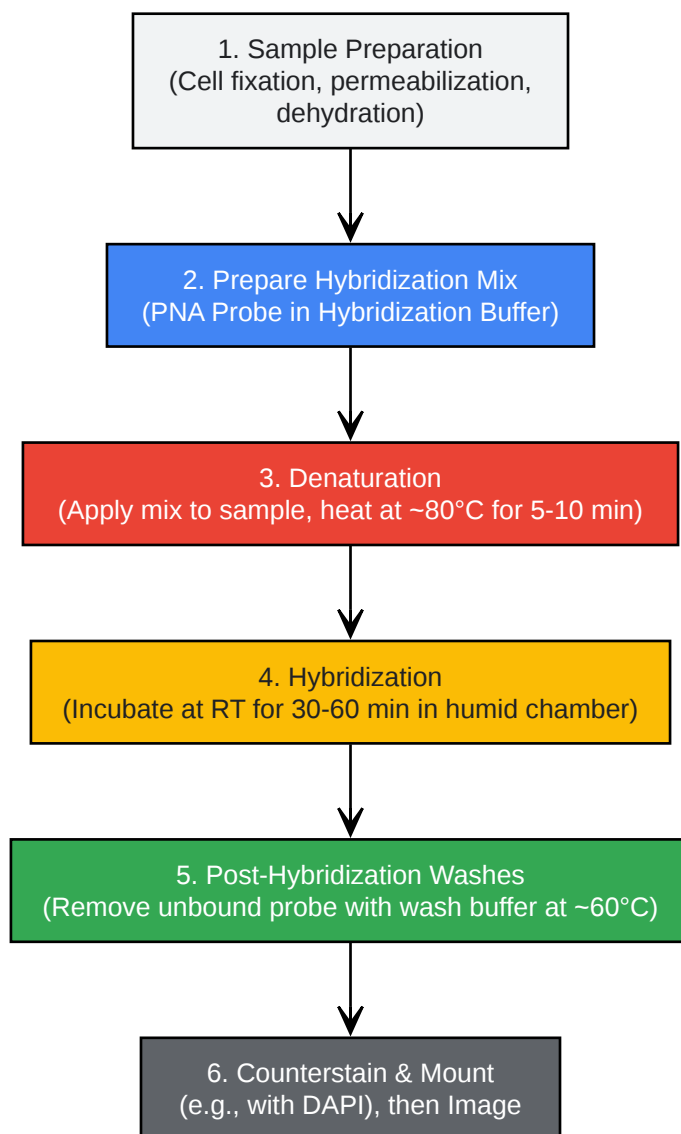 1. Sample Preparation
(Cell fixation, permeabilization,
dehydration)
2. Prepare Hybridization Mix
(PNA Probe in Hybridization Buffer)
3. Denaturation
(Apply mix to sample, heat at ~80°C for 5-10 min)
4. Hybridization
(Incubate at RT for 30-60 min in humid chamber)
5. Post-Hybridization Washes
(Remove unbound probe with wash buffer at ~60°C)
6. Counterstain & Mount
(e.g., with DAPI), then Image